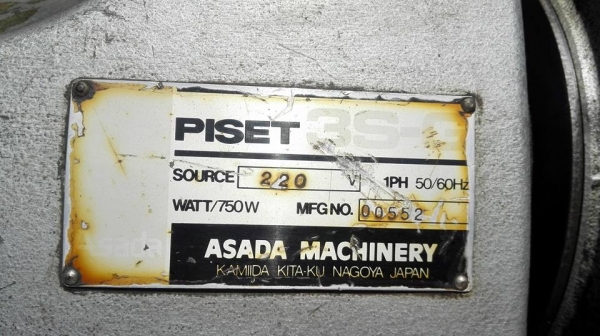 PISET 3S-
SOURCE 220 V 1PH 50/60Hz
WATT/750W MFG NO. 00552
Asada
ASADA MACHINERY
KAMIIDA KITA-KU NAGOYA JAPAN